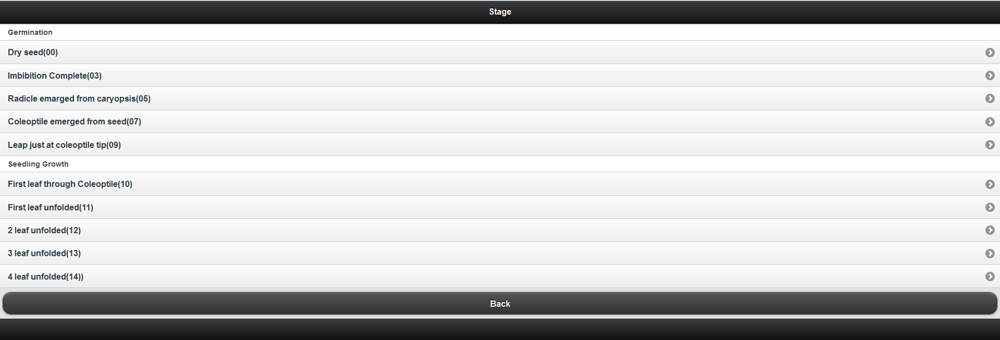 Stage
Germination
Dry seed(00)
Imbibition Complete(03)
Radicle emarged from caryopsis(05)
Coleoptile emerged from seed(07)
Leap just at coleoptile tip(09)
Seedling Growth
First leaf through Coleoptile(10)
First leaf unfolded(11)
2 leaf unfolded(12)
3 leaf unfolded(13)
4 leaf unfolded(14))
Back